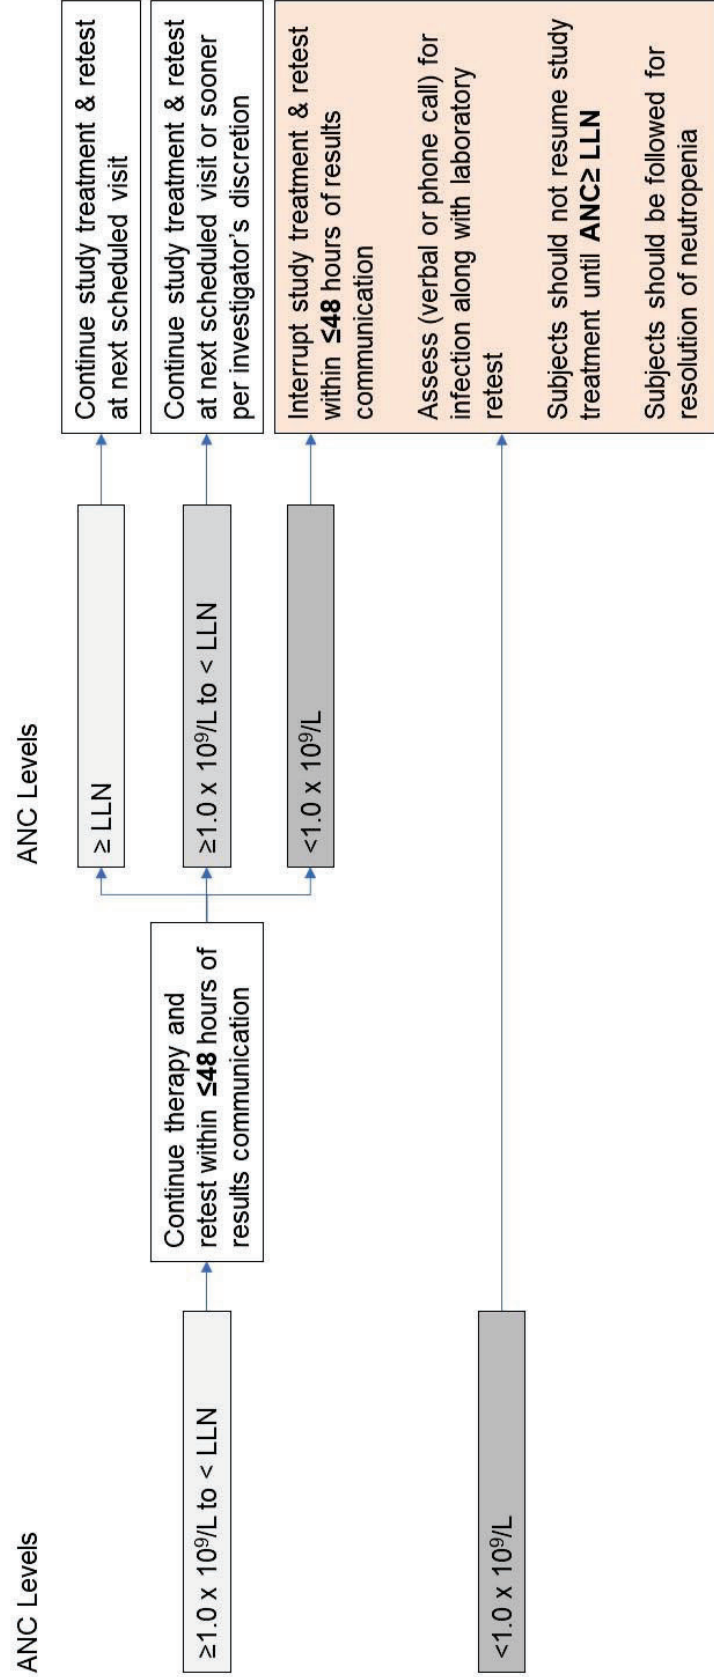 ANC Levels
≥1.0 x 10⁹/L to < LLN
<1.0 x 10⁹/L
Continue therapy and
retest within ≤48 hours of
results communication
ANC Levels
≥ LLN
≥1.0 x 10⁹/L to < LLN
<1.0 x 10⁹/L
Continue study treatment & retest
at next scheduled visit
Continue study treatment & retest
at next scheduled visit or sooner
per investigator's discretion
Interrupt study treatment & retest
within ≤48 hours of results
communication
Assess (verbal or phone call) for
infection along with laboratory
retest
Subjects should not resume study
treatment until ANC≥ LLN
Subjects should be followed for
resolution of neutropenia